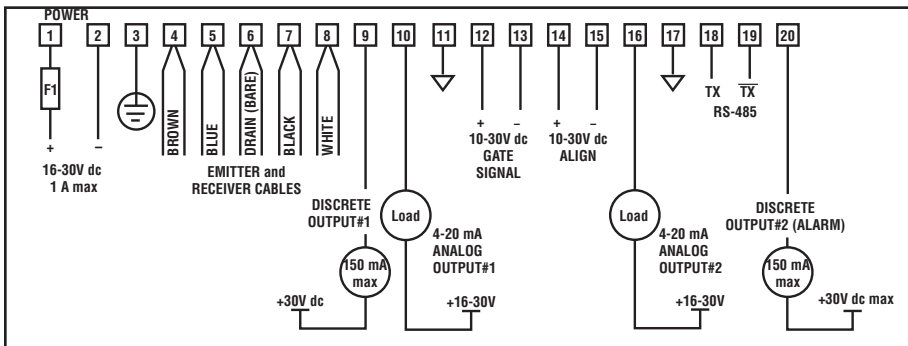 POWER
1 2 3 4 5 6 7 8 9 10 11 12 13 14 15 16 17 18 19 20
F1
+ –
16-30V dc
1 A max
BROWN
BLUE
DRAIN (BARE)
BLACK
WHITE
EMITTER and
RECEIVER CABLES
DISCRETE
OUTPUT#1
150 mA
max
+30V dc
Load
4-20 mA
ANALOG
OUTPUT#1
+16-30V
+ –
10-30V dc
GATE
SIGNAL
+ –
10-30V dc
ALIGN
Load
4-20 mA
ANALOG
OUTPUT#2
+16-30V
TX T̅X̅
RS-485
DISCRETE
OUTPUT#2 (ALARM)
150 mA
max
+30V dc max